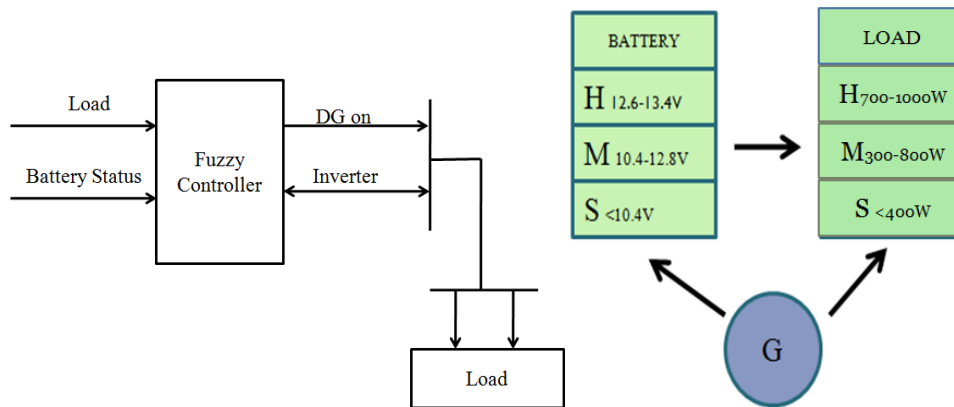 Load
Battery Status
Fuzzy
Controller
DG on
Inverter
Load
BATTERY
H 12.6-13.4V
M 10.4-12.8V
S <10.4V
LOAD
H700-1000W
M300-800W
S <400W
G